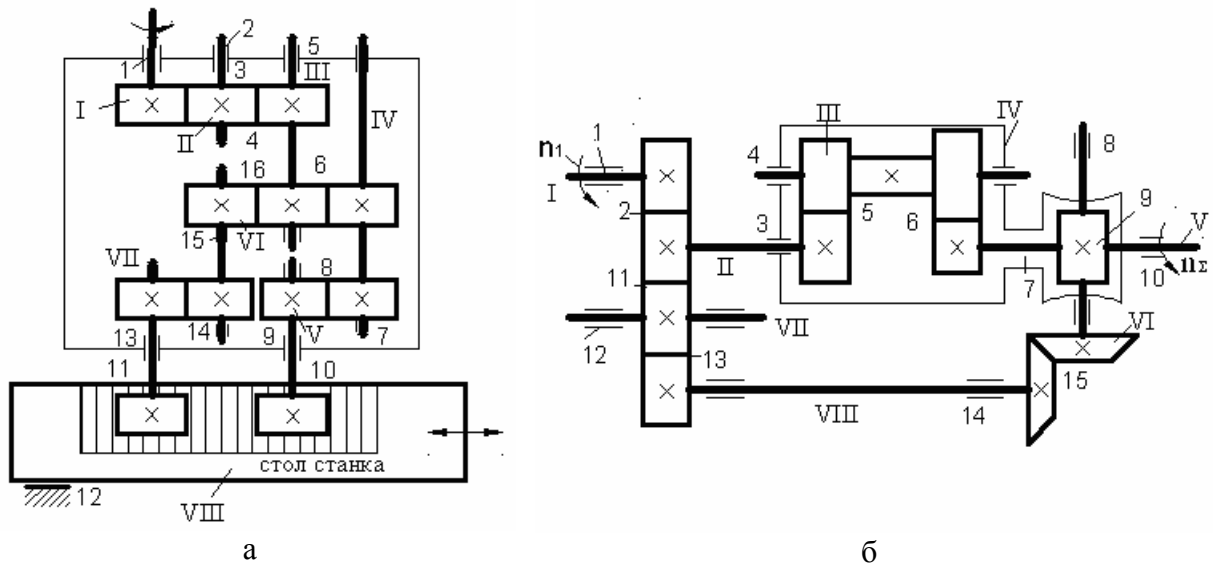 1 2 3 5 III
I II 4 IV
16 6
15 VI
VII 8
13 14 9 V 7
11 10
стол станка
12 VIII
а
n₁ 1 4 III IV 8
I 2 3 5 6 9 V
II 7 10 nΣ
11
12 VII VI
13 15
VIII 14
б